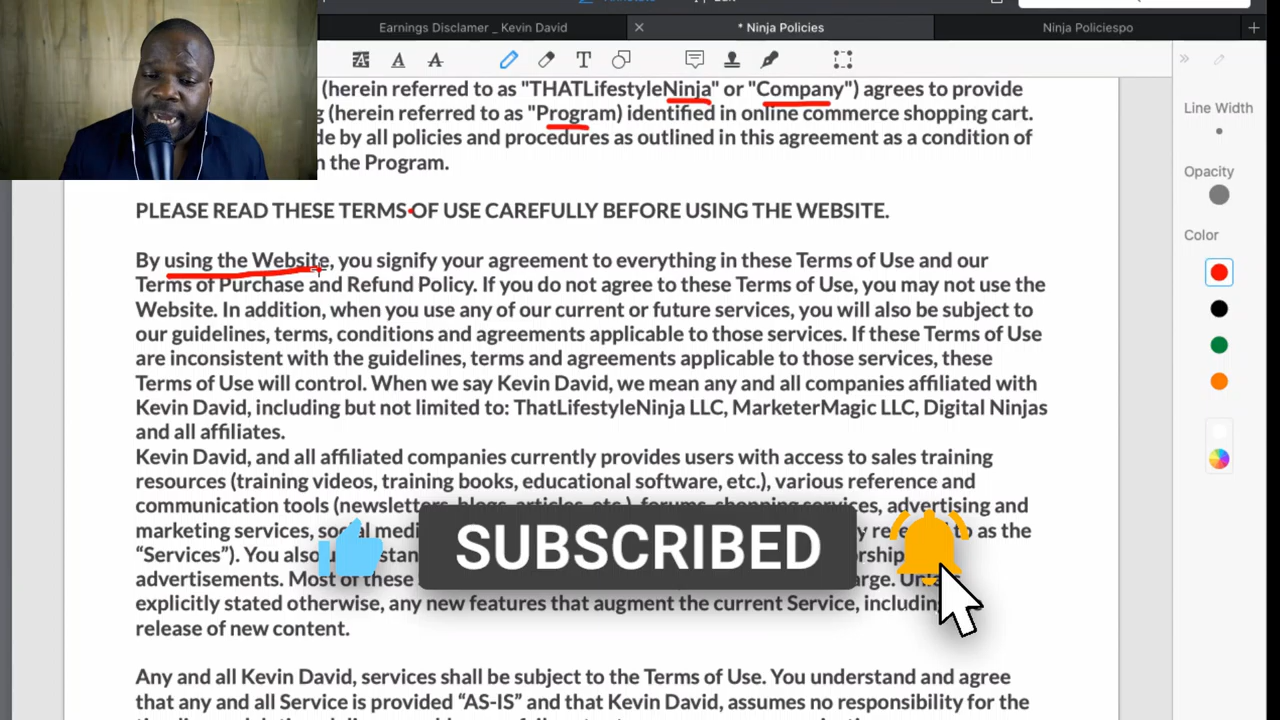 Earnings Disclamer _ Kevin David
* Ninja Policies
Ninja Policiespo
(herein referred to as "THATLifestyleNinja" or "Company") agrees to provide
(herein referred to as "Program) identified in online commerce shopping cart.
by all policies and procedures as outlined in this agreement as a condition of
the Program.
PLEASE READ THESE TERMS OF USE CAREFULLY BEFORE USING THE WEBSITE.
By using the Website, you signify your agreement to everything in these Terms of Use and our
Terms of Purchase and Refund Policy. If you do not agree to these Terms of Use, you may not use the
Website. In addition, when you use any of our current or future services, you will also be subject to
our guidelines, terms, conditions and agreements applicable to those services. If these Terms of Use
are inconsistent with the guidelines, terms and agreements applicable to those services, these
Terms of Use will control. When we say Kevin David, we mean any and all companies affiliated with
Kevin David, including but not limited to: ThatLifestyleNinja LLC, MarketerMagic LLC, Digital Ninjas
and all affiliates.
Kevin David, and all affiliated companies currently provides users with access to sales training
resources (training videos, training books, educational software, etc.), various reference and
communication tools (newsletters, blogs, articles, etc.), forums, shopping services, advertising and
marketing services, to as the
"Services"). You also
advertisements. Most of these
explicitly stated otherwise, any new features that augment the current Service, including
release of new content.
Any and all Kevin David, services shall be subject to the Terms of Use. You understand and agree
that any and all Service is provided “AS-IS” and that Kevin David, assumes no responsibility for the
SUBSCRIBED
Line Width
Opacity
Color